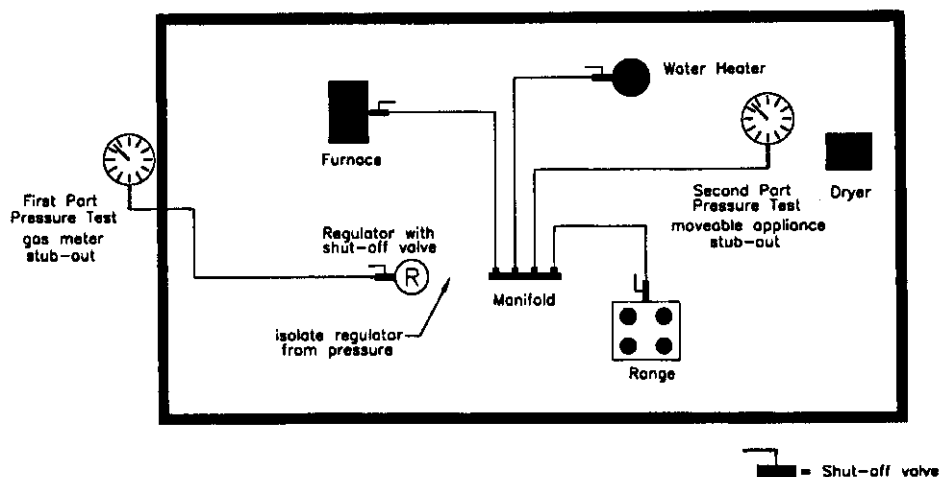 Water Heater
Furnace
First Part
Pressure Test
gas meter
stub-out
Second Part
Pressure Test
moveable appliance
stub-out
Dryer
Regulator with
shut-off valve
R
Manifold
isolate regulator
from pressure
Range
= Shut-off valve